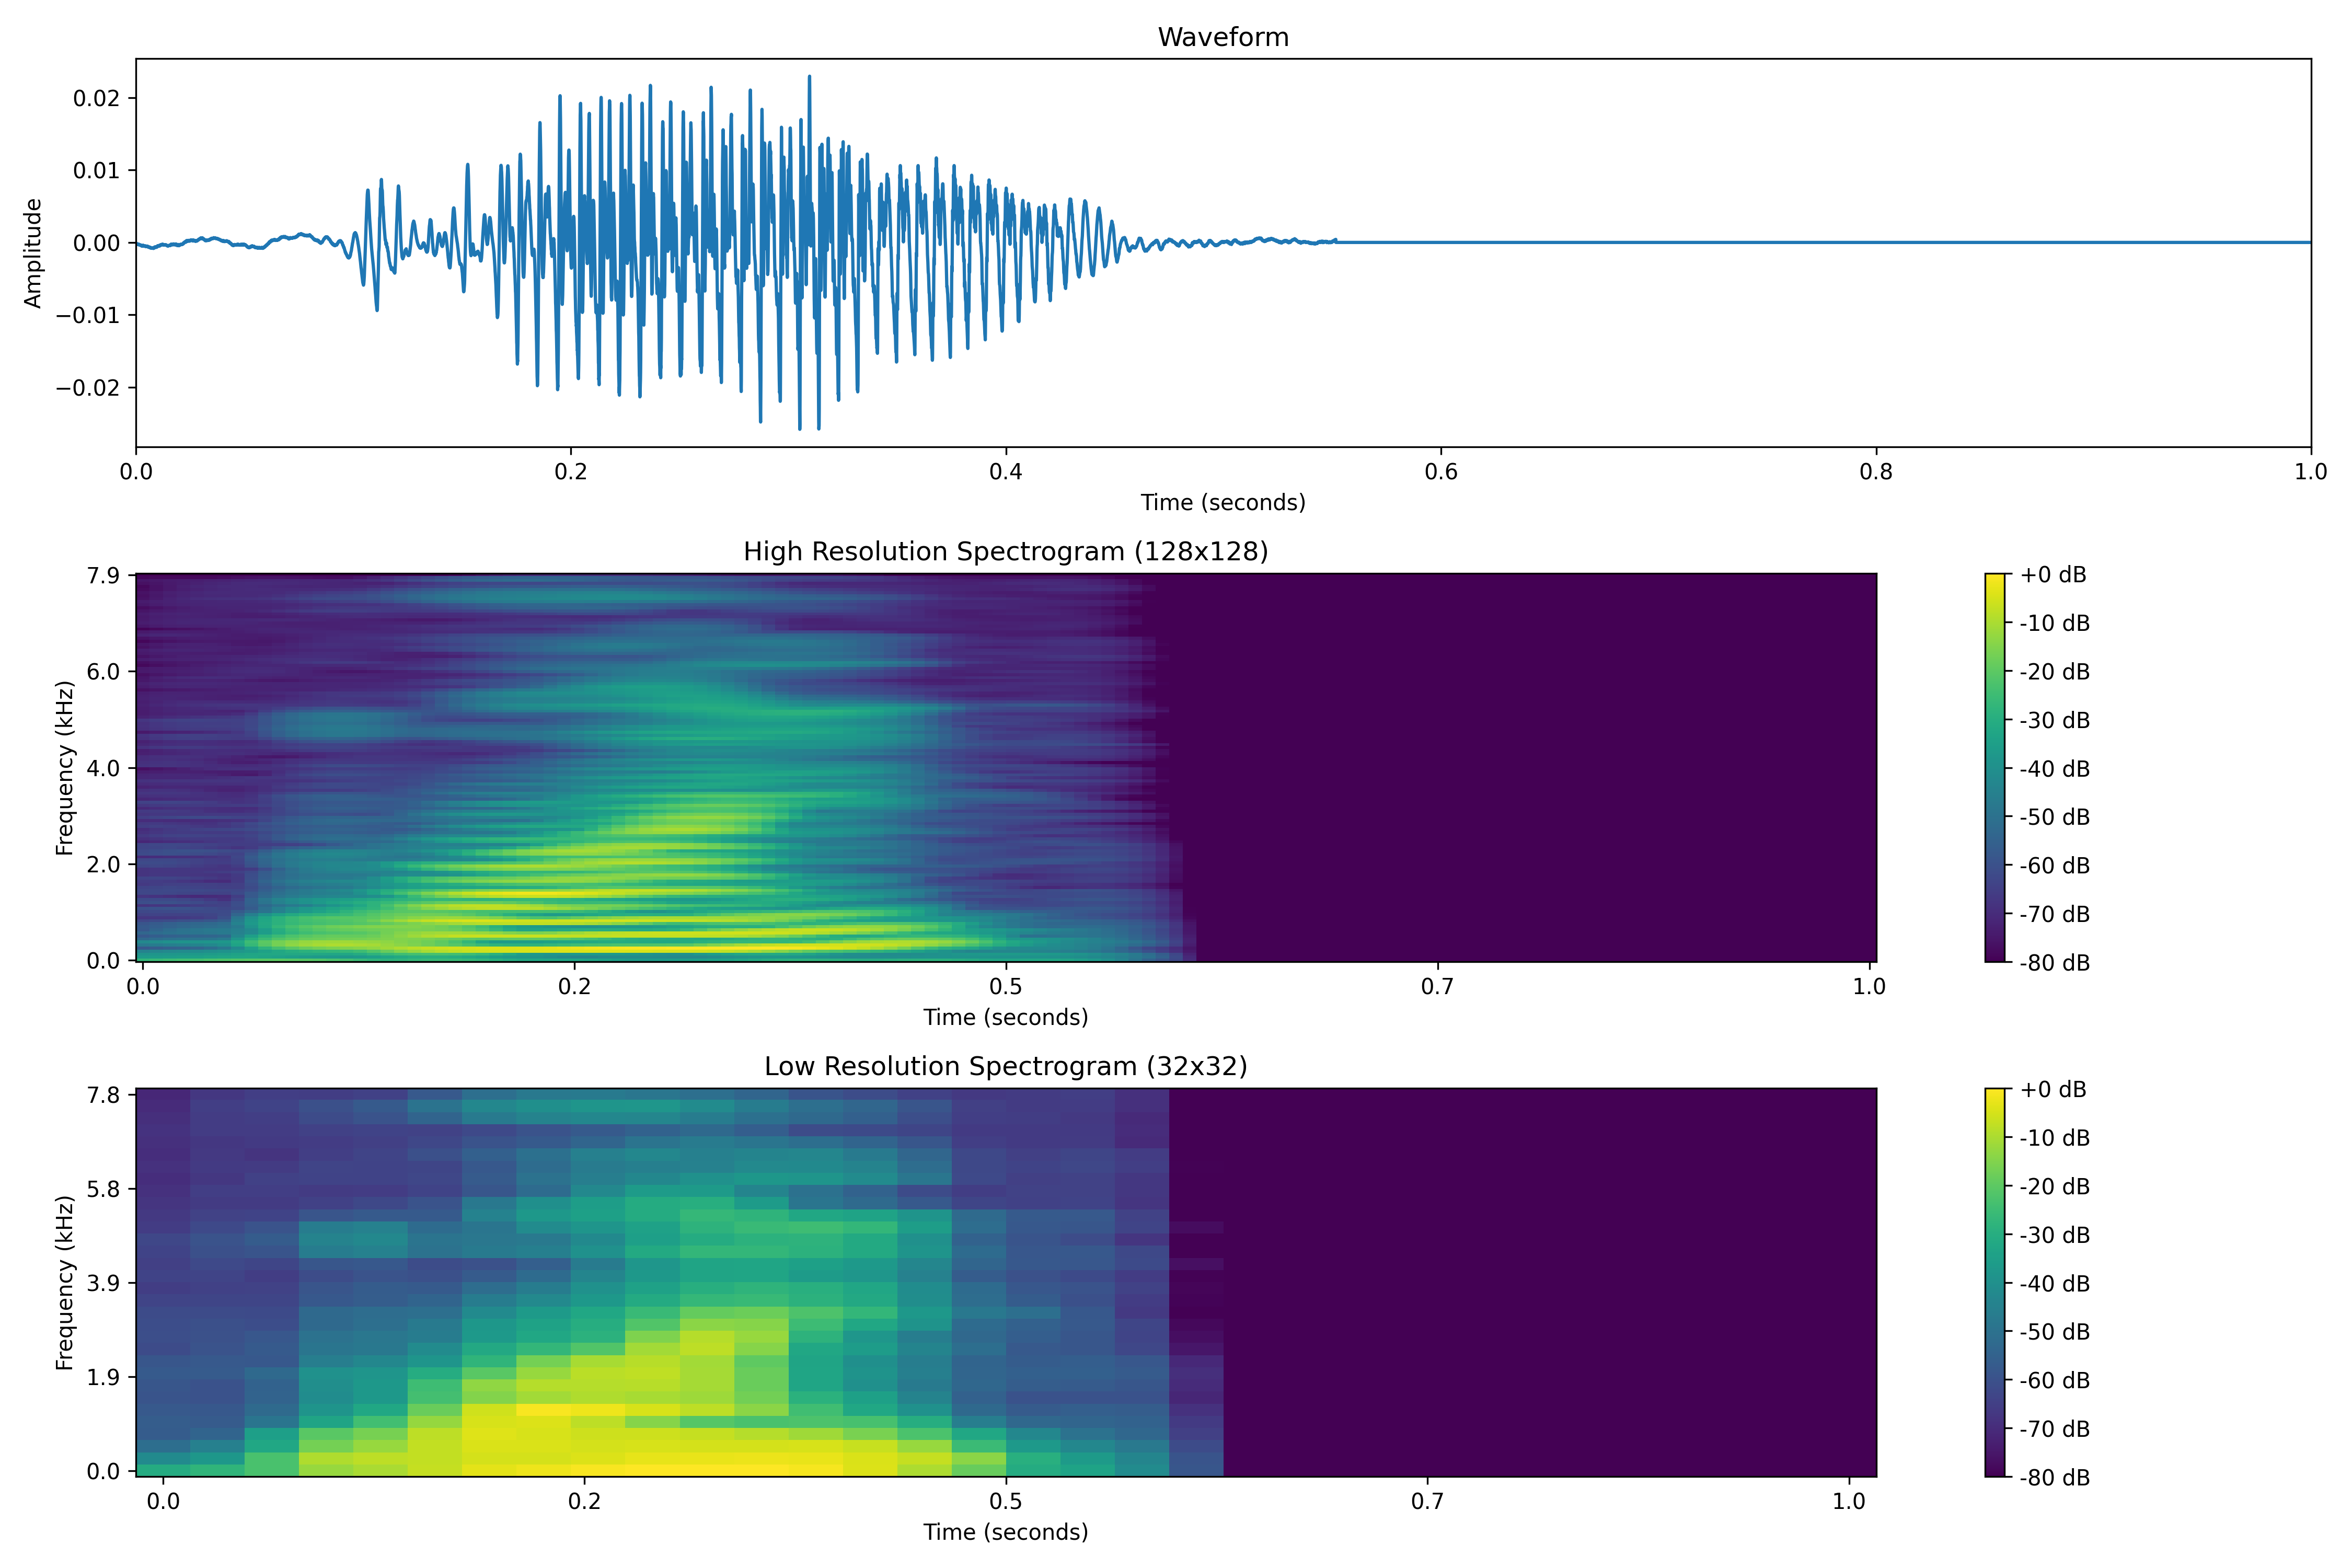 Waveform
0.02
0.01
0.00
−0.01
−0.02
Amplitude
0.0 0.2 0.4 0.6 0.8 1.0
Time (seconds)
High Resolution Spectrogram (128x128)
7.9
6.0
4.0
2.0
0.0
Frequency (kHz)
0.0 0.2 0.5 0.7 1.0
Time (seconds)
+0 dB
-10 dB
-20 dB
-30 dB
-40 dB
-50 dB
-60 dB
-70 dB
-80 dB
Low Resolution Spectrogram (32x32)
7.8
5.8
3.9
1.9
0.0
Frequency (kHz)
0.0 0.2 0.5 0.7 1.0
Time (seconds)
+0 dB
-10 dB
-20 dB
-30 dB
-40 dB
-50 dB
-60 dB
-70 dB
-80 dB